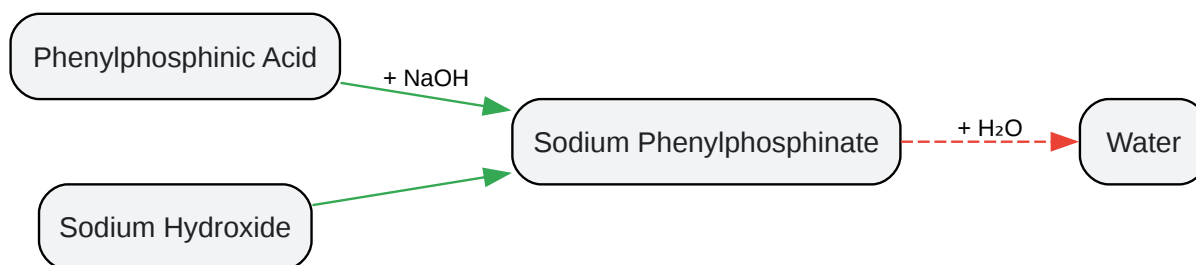 Phenylphosphinic Acid
+ NaOH
Sodium Phenylphosphinate
+ H₂O
Water
Sodium Hydroxide